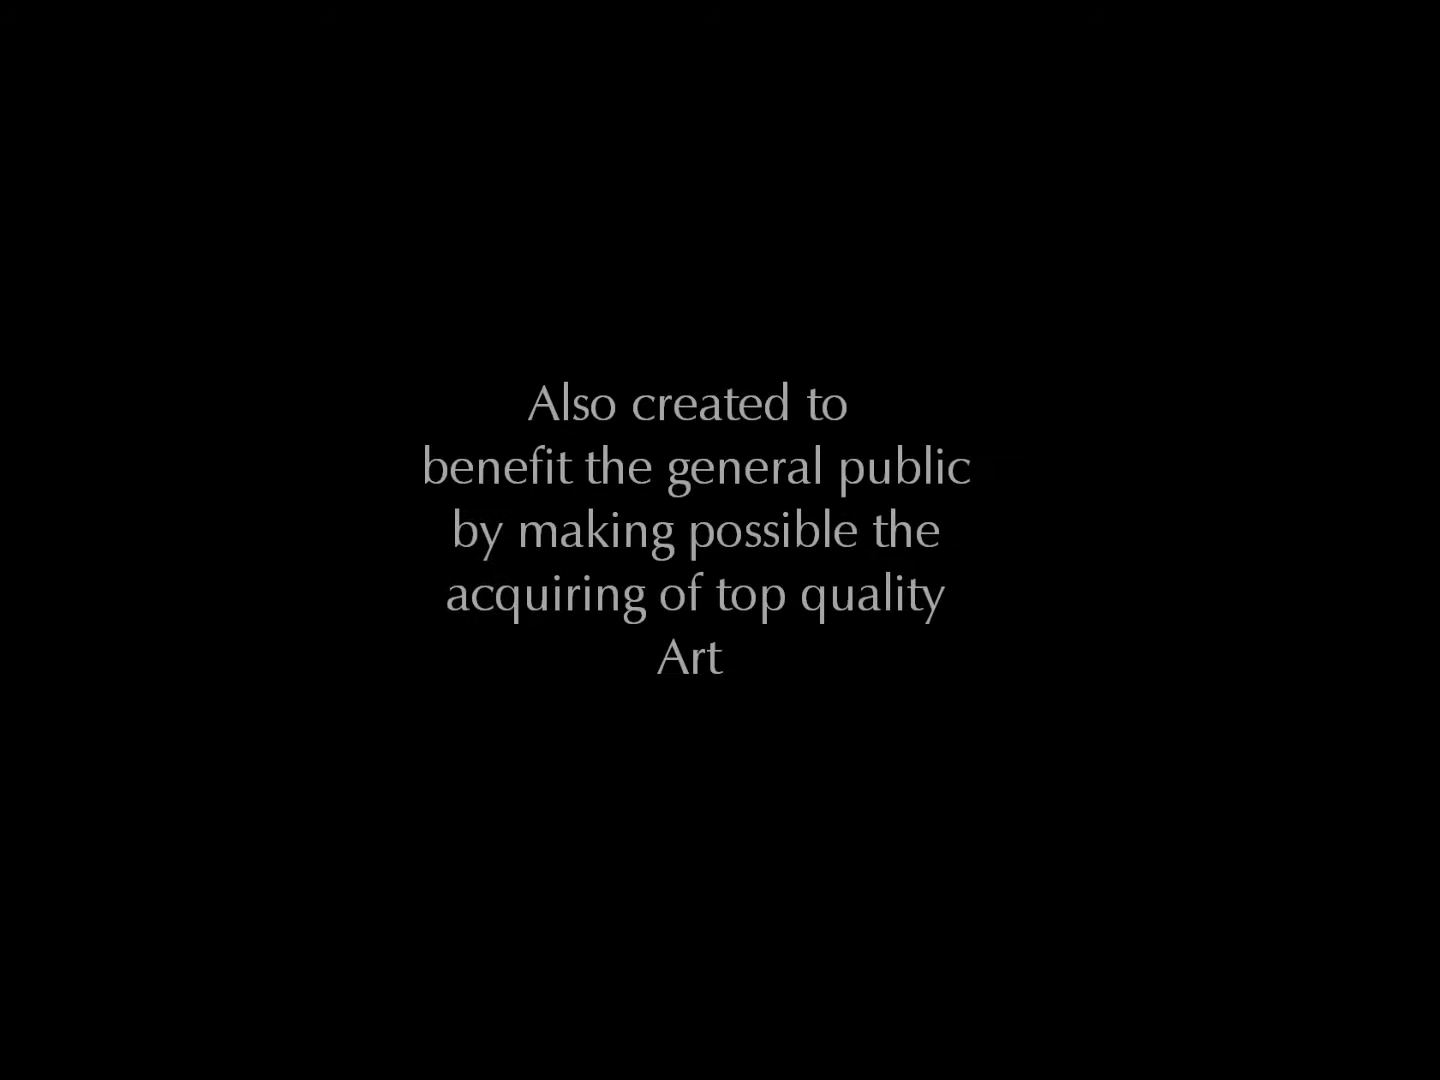 Also created to
benefit the general public
by making possible the
acquiring of top quality
Art